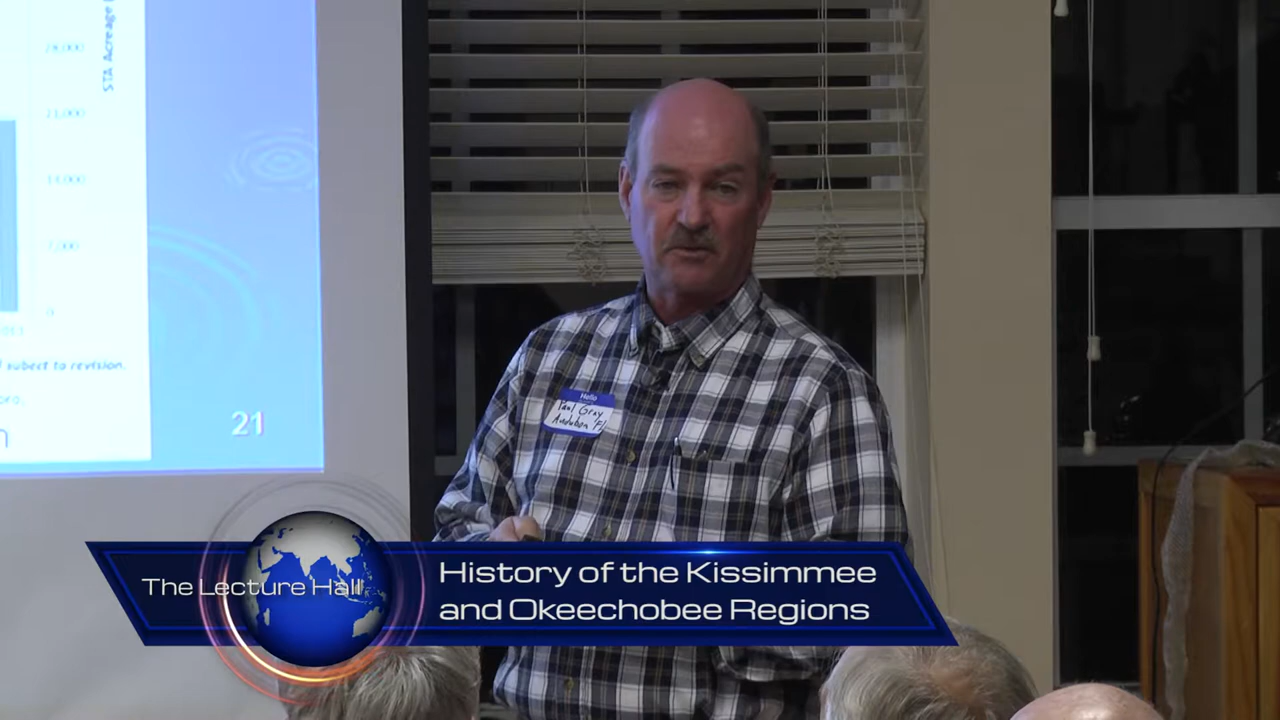 STA Acreage
28,000
21,000
14,000
7,000
0
subect to revision.
21
Hello
Paul Gray
Audubon Fl
The Lecture Hall
History of the Kissimmee
and Okeechobee Regions